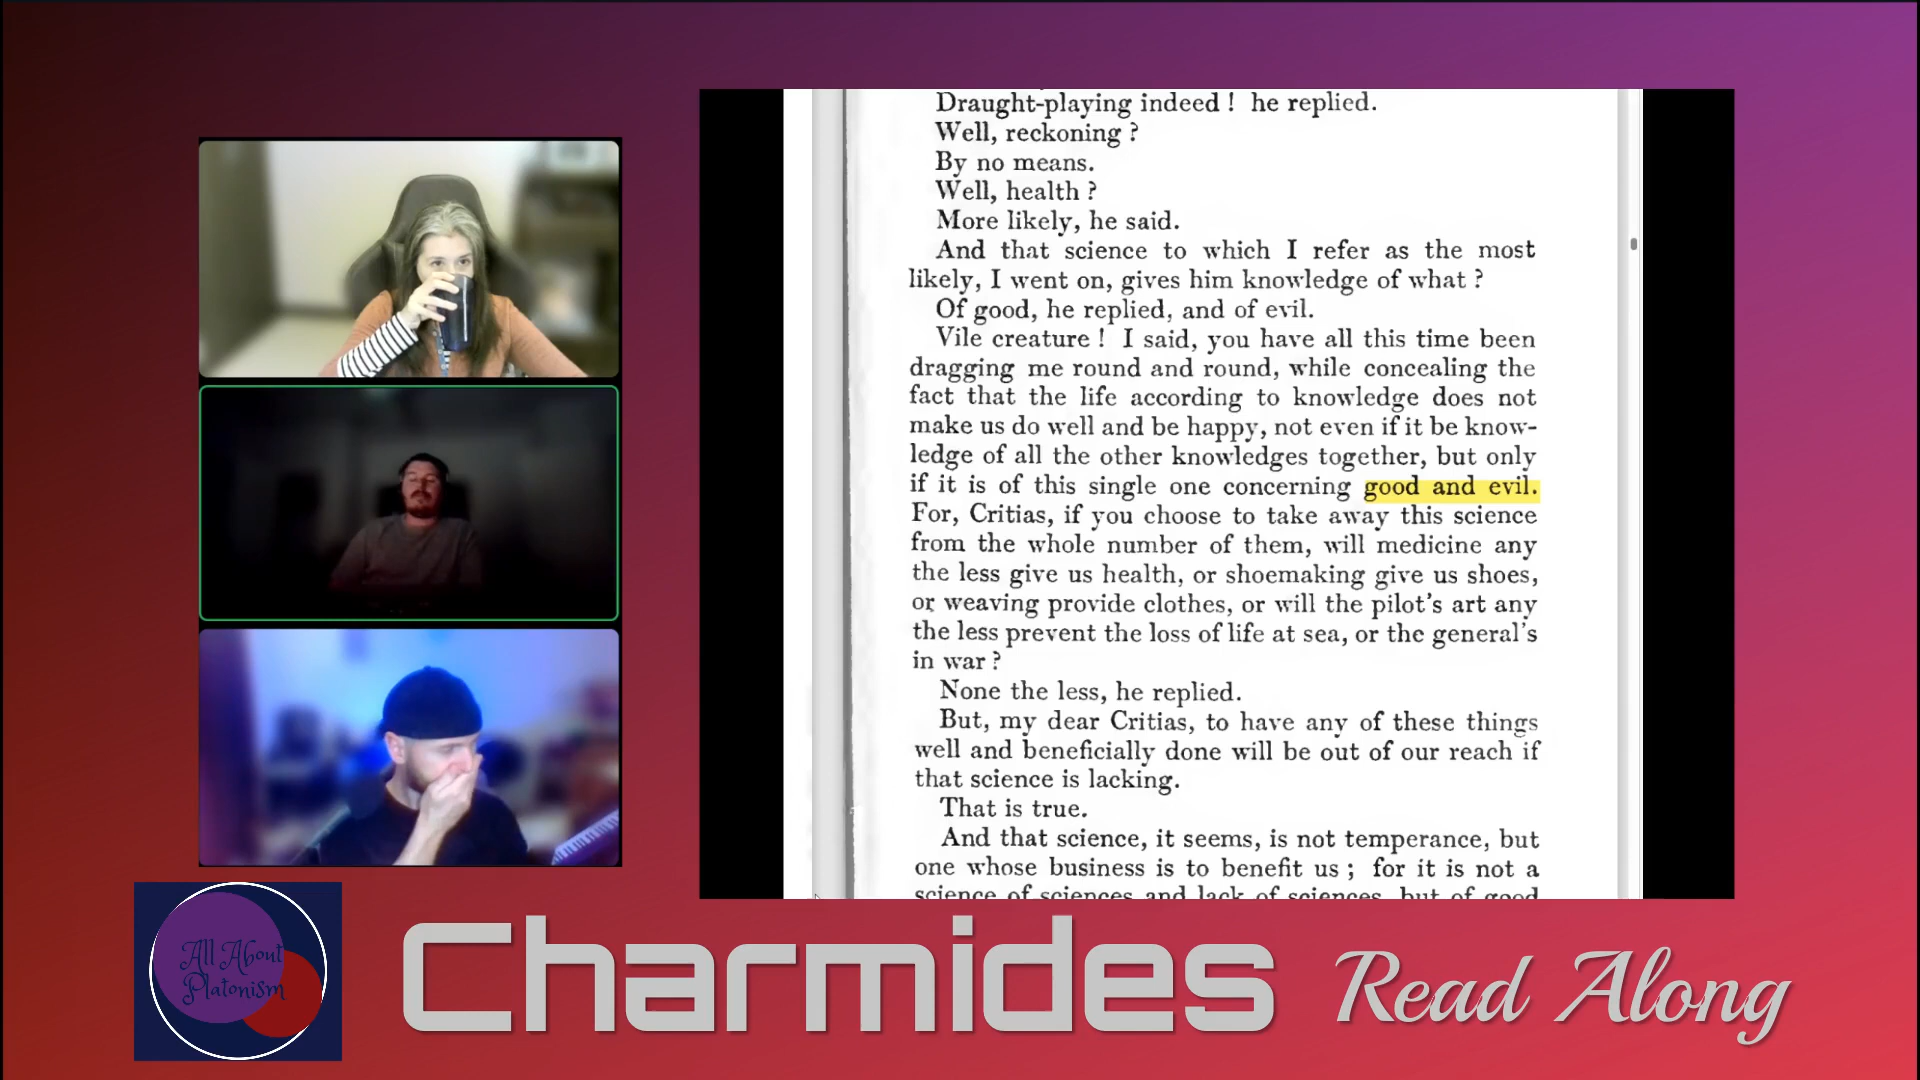 Draught-playing indeed ! he replied.
Well, reckoning ?
By no means.
Well, health ?
More likely, he said.
And that science to which I refer as the most
likely, I went on, gives him knowledge of what ?
Of good, he replied, and of evil.
Vile creature ! I said, you have all this time been
dragging me round and round, while concealing the
fact that the life according to knowledge does not
make us do well and be happy, not even if it be know-
ledge of all the other knowledges together, but only
if it is of this single one concerning good and evil.
For, Critias, if you choose to take away this science
from the whole number of them, will medicine any
the less give us health, or shoemaking give us shoes,
or weaving provide clothes, or will the pilot's art any
the less prevent the loss of life at sea, or the general's
in war ?
None the less, he replied.
But, my dear Critias, to have any of these things
well and beneficially done will be out of our reach if
that science is lacking.
That is true.
And that science, it seems, is not temperance, but
one whose business is to benefit us ; for it is not a
science of sciences and lack of sciences, but of good
All About
Platonism
Charmides Read Along